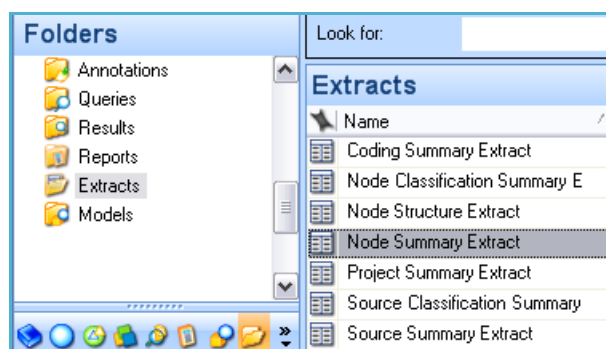 Folders
Annotations
Queries
Results
Reports
Extracts
Models
Look for:
Extracts
Name
Coding Summary Extract
Node Classification Summary E
Node Structure Extract
Node Summary Extract
Project Summary Extract
Source Classification Summary
Source Summary Extract